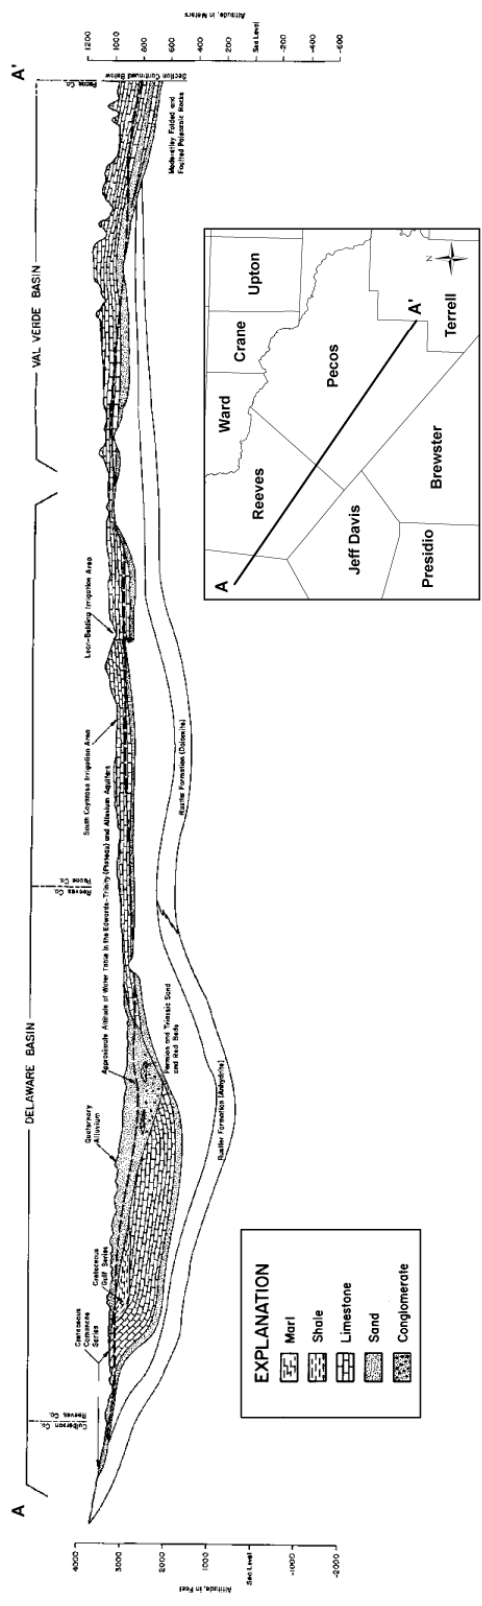 A
A'
DELAWARE BASIN
VAL VERDE BASIN
Culberson Co.
Reeves Co.
Reeves Co.
Pecos Co.
Pecos Co.
Section Continued Below
Altitude, in Feet
4000
3000
2000
1000
Sea Level
-1000
-2000
Altitude, in Meters
1200
1000
800
600
400
200
Sea Level
-200
-400
-600
Cretaceous
Comanche
Series
Cretaceous
Gulf Series
Quaternary
Alluvium
Approximate Altitude of Water Table in the Edwards-Trinity (Plateau) and Alluvium Aquifers
South Coyanosa Irrigation Area
Leon-Belding Irrigation Area
Permian and Triassic Sand
and Red Beds
Rustler Formation (Anhydrite)
Rustler Formation (Dolomite)
Moderatley Folded and
Faulted Paleozoic Rocks
EXPLANATION
Marl
Shale
Limestone
Sand
Conglomerate
A
A'
Reeves
Ward
Crane
Upton
Pecos
Jeff Davis
Presidio
Brewster
Terrell
N